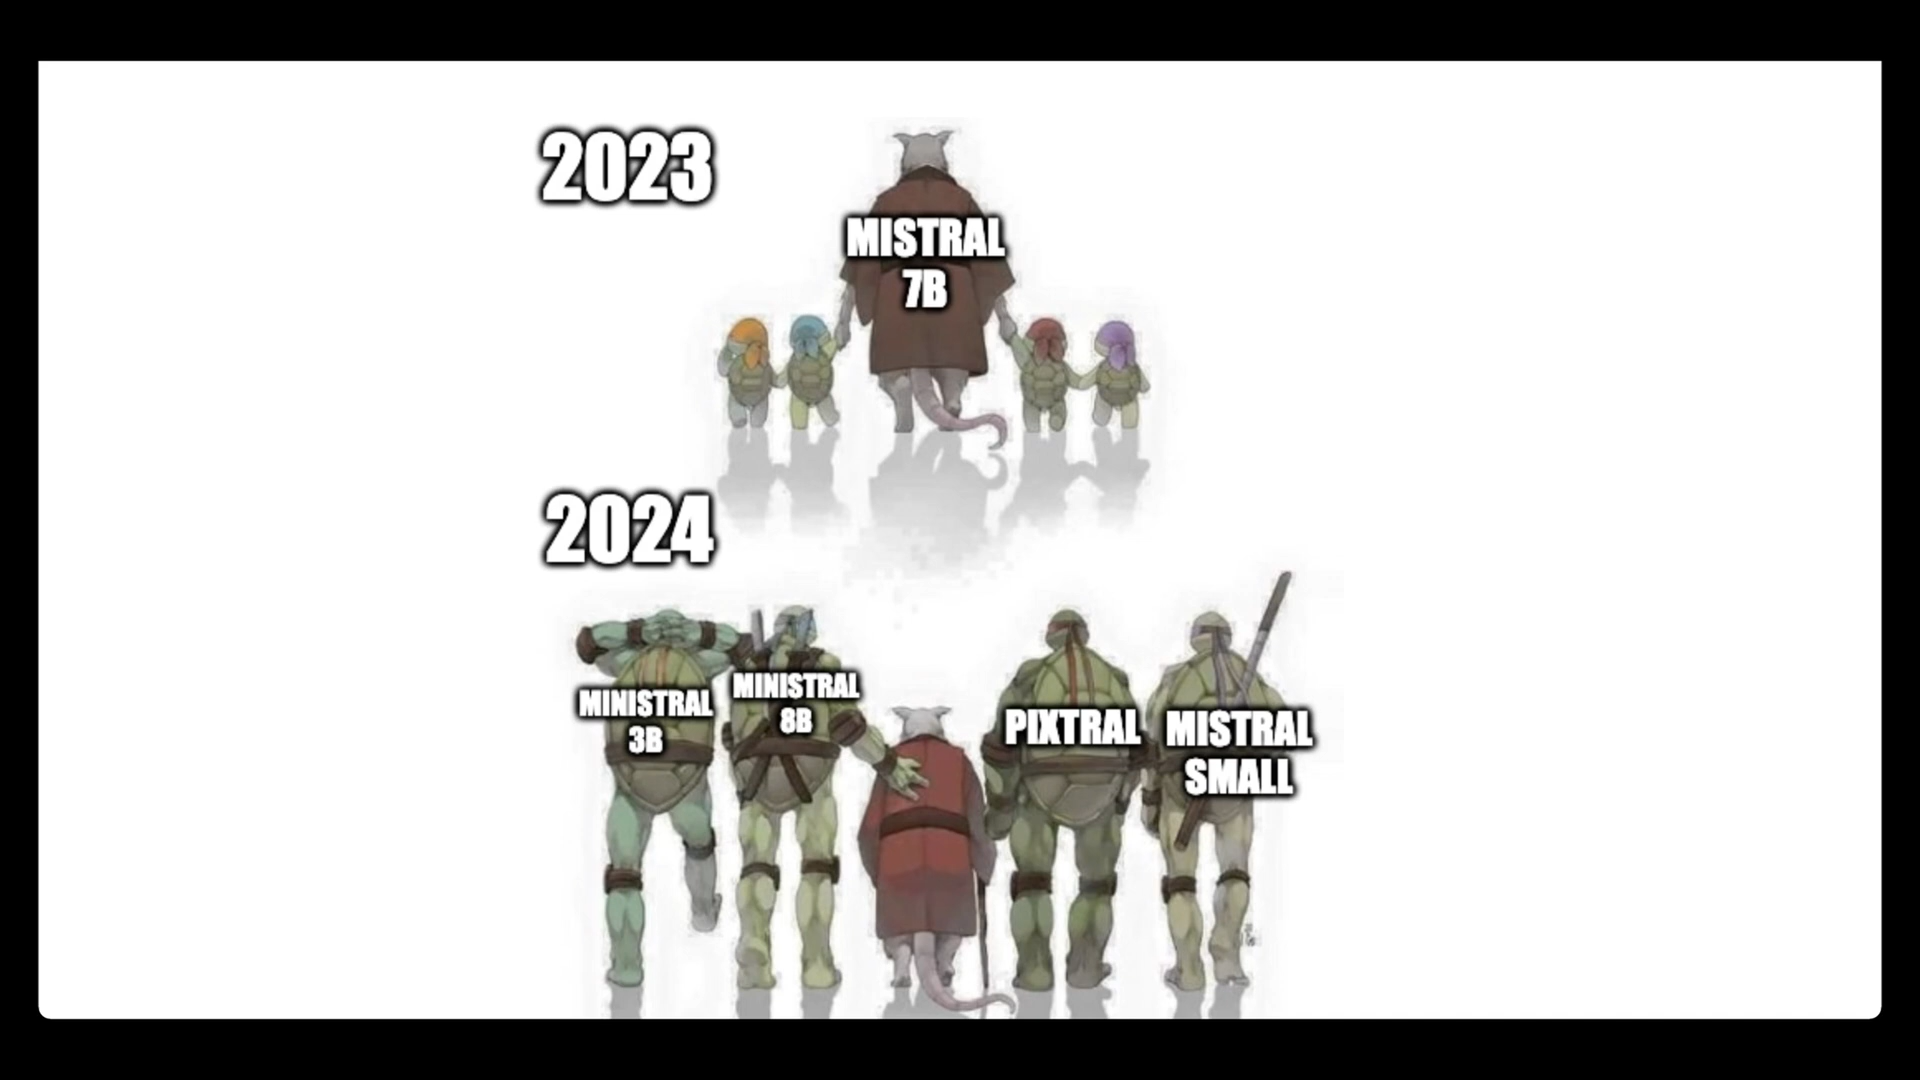 2023
MISTRAL
7B
2024
MINISTRAL
3B
MINISTRAL
8B
PIXTRAL
MISTRAL
SMALL